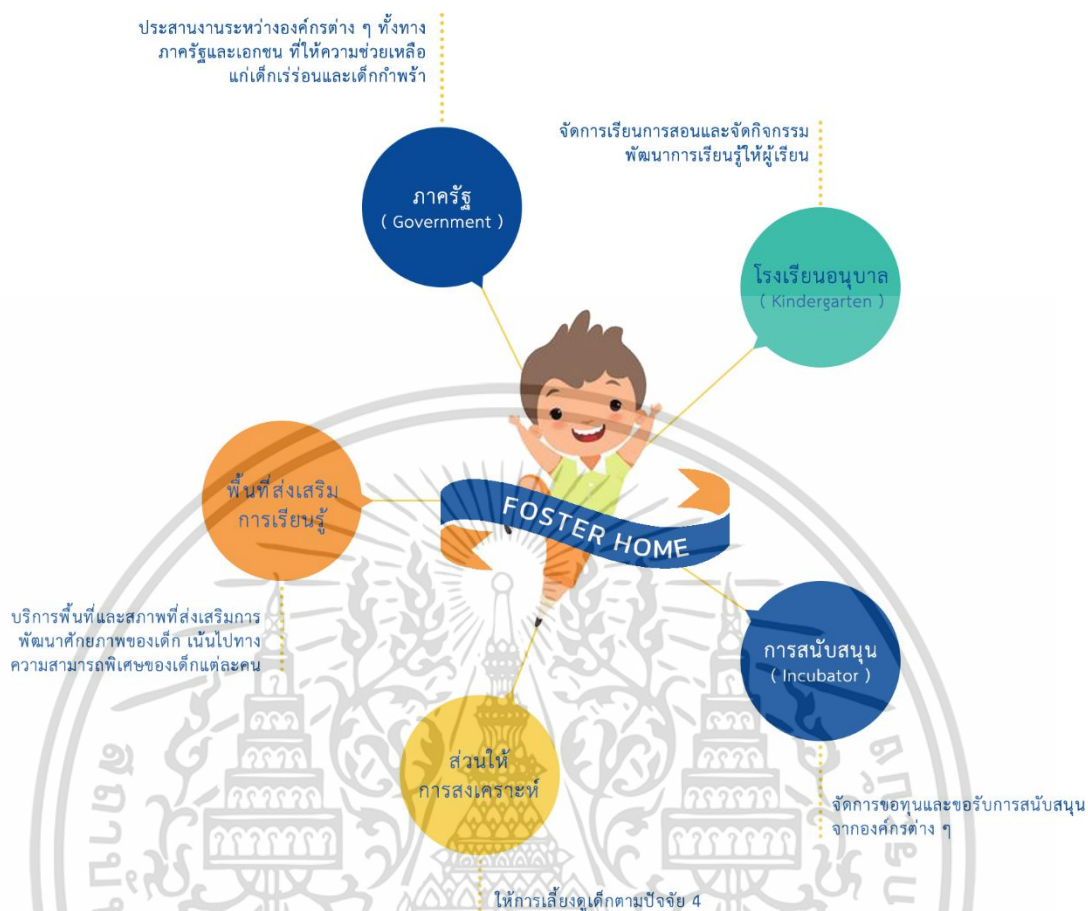 ประสานงานระหว่างองค์กรต่าง ๆ ทั้งทาง
ภาครัฐและเอกชน ที่ให้ความช่วยเหลือ
แก่เด็กเร่ร่อนและเด็กกำพร้า
จัดการเรียนการสอนและจัดกิจกรรม
พัฒนาการเรียนรู้ให้ผู้เรียน
ภาครัฐ
( Government )
โรงเรียนอนุบาล
( Kindergarten )
พื้นที่ส่งเสริม
การเรียนรู้
FOSTER HOME
บริการพื้นที่และสภาพที่ส่งเสริมการ
พัฒนาศักยภาพของเด็ก เน้นไปทาง
ความสามารถพิเศษของเด็กแต่ละคน
การสนับสนุน
( Incubator )
ส่วนให้
การสงเคราะห์
จัดการขอทุนและขอรับการสนับสนุน
จากองค์กรต่าง ๆ
ให้การเลี้ยงดูเด็กตามปัจจัย 4